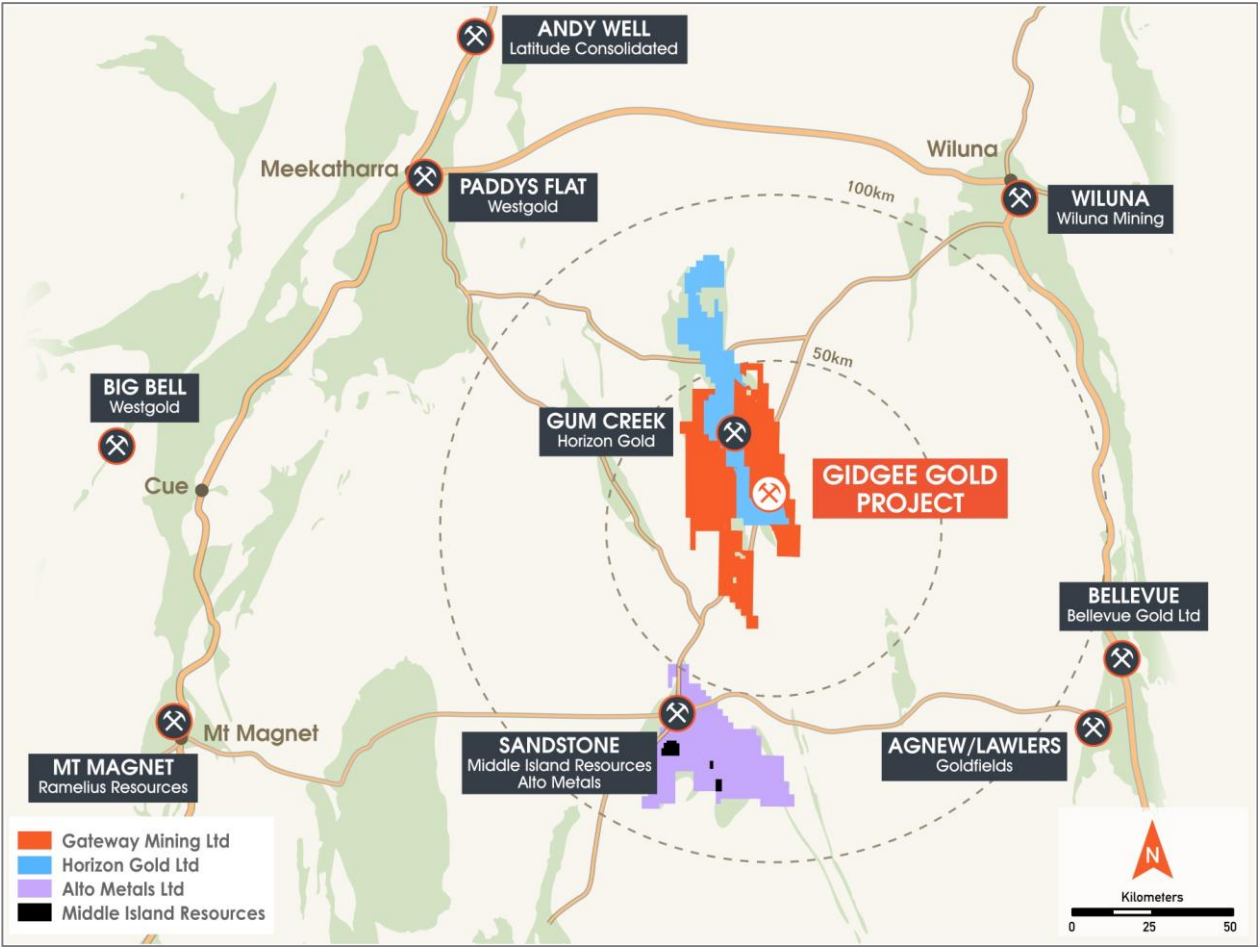 ANDY WELL
Latitude Consolidated
Meekatharra
PADDYS FLAT
Westgold
Wiluna
WILUNA
Wiluna Mining
100km
50km
BIG BELL
Westgold
Cue
GUM CREEK
Horizon Gold
GIDGEE GOLD
PROJECT
BELLEVUE
Bellevue Gold Ltd
Mt Magnet
MT MAGNET
Ramelius Resources
SANDSTONE
Middle Island Resources
Alto Metals
AGNEW/LAWLERS
Goldfields
Gateway Mining Ltd
Horizon Gold Ltd
Alto Metals Ltd
Middle Island Resources
N
Kilometers
0 25 50